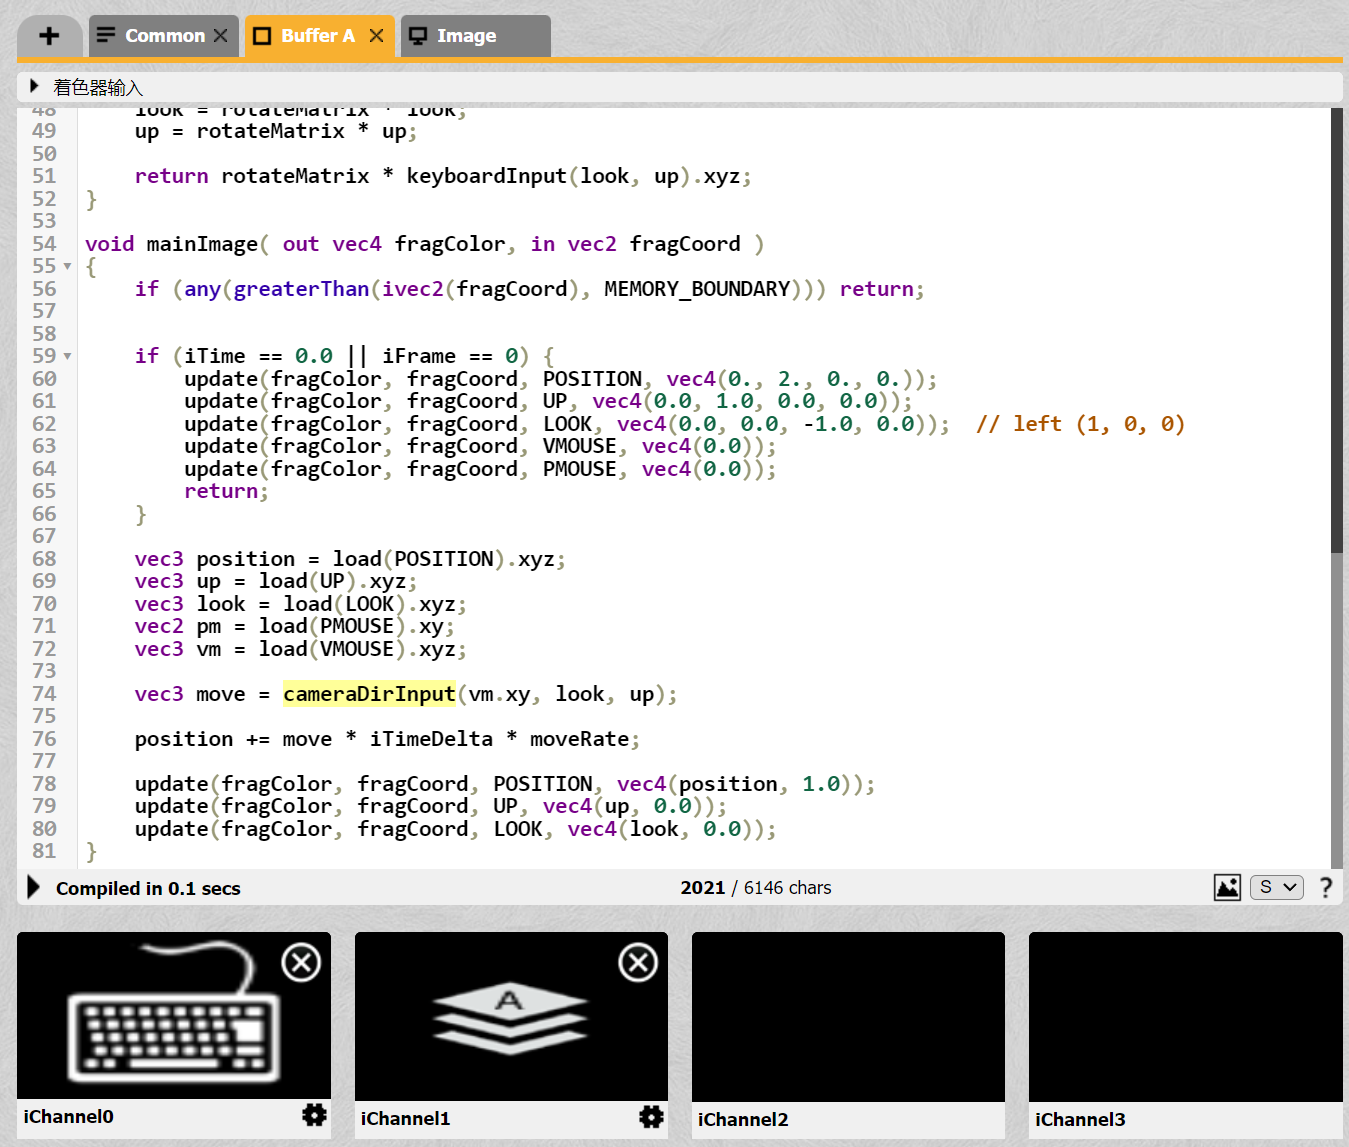 + Common Buffer A Image
着色器输入
48 look = rotateMatrix * look;
49 up = rotateMatrix * up;
50
51 return rotateMatrix * keyboardInput(look, up).xyz;
52 }
53
54 void mainImage( out vec4 fragColor, in vec2 fragCoord )
55 {
56 if (any(greaterThan(ivec2(fragCoord), MEMORY_BOUNDARY))) return;
57
58
59 if (iTime == 0.0 || iFrame == 0) {
60 update(fragColor, fragCoord, POSITION, vec4(0., 2., 0., 0.));
61 update(fragColor, fragCoord, UP, vec4(0.0, 1.0, 0.0, 0.0));
62 update(fragColor, fragCoord, LOOK, vec4(0.0, 0.0, -1.0, 0.0)); // left (1, 0, 0)
63 update(fragColor, fragCoord, VMOUSE, vec4(0.0));
64 update(fragColor, fragCoord, PMOUSE, vec4(0.0));
65 return;
66 }
67
68 vec3 position = load(POSITION).xyz;
69 vec3 up = load(UP).xyz;
70 vec3 look = load(LOOK).xyz;
71 vec2 pm = load(PMOUSE).xy;
72 vec3 vm = load(VMOUSE).xyz;
73
74 vec3 move = cameraDirInput(vm.xy, look, up);
75
76 position += move * iTimeDelta * moveRate;
77
78 update(fragColor, fragCoord, POSITION, vec4(position, 1.0));
79 update(fragColor, fragCoord, UP, vec4(up, 0.0));
80 update(fragColor, fragCoord, LOOK, vec4(look, 0.0));
81 }
Compiled in 0.1 secs 2021 / 6146 chars S ?
A
iChannel0 iChannel1 iChannel2 iChannel3